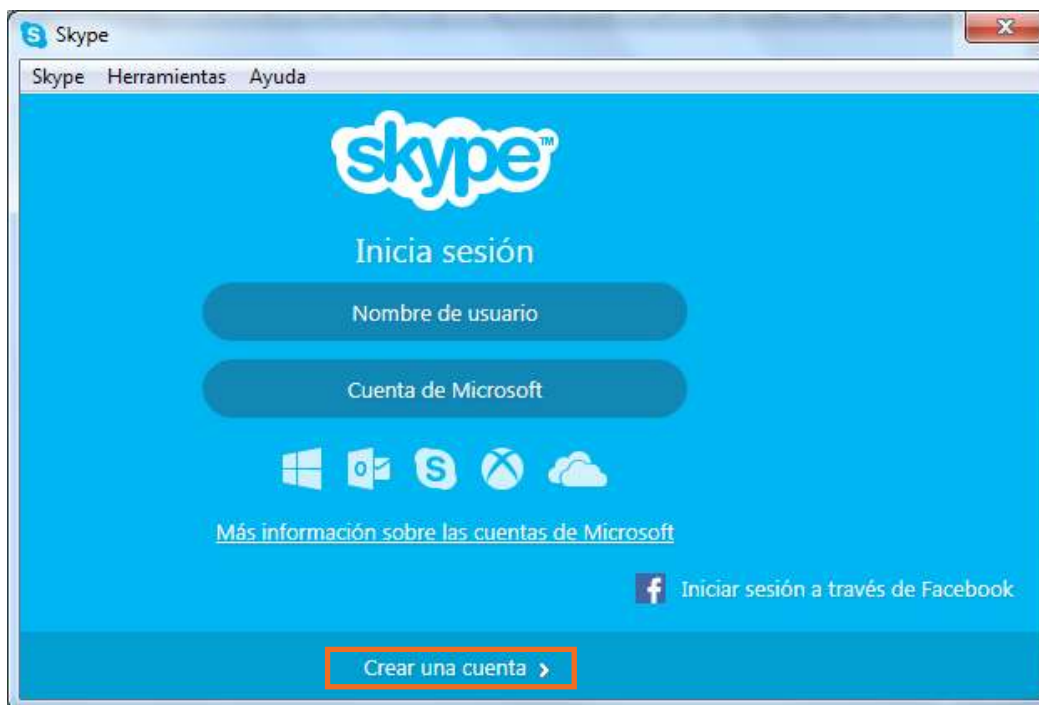 Skype
Skype Herramientas Ayuda
skype™
Inicia sesión
Nombre de usuario
Cuenta de Microsoft
Más información sobre las cuentas de Microsoft
Iniciar sesión a través de Facebook
Crear una cuenta